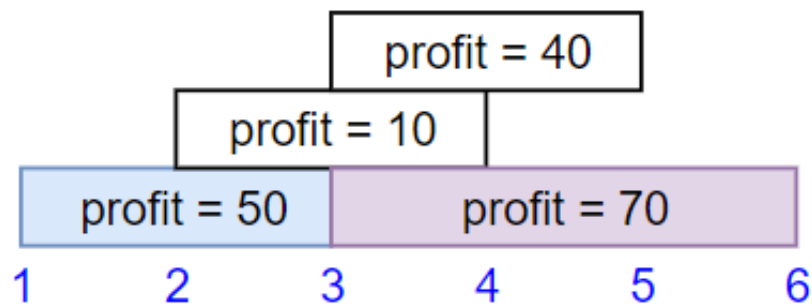 profit = 40
profit = 10
profit = 50 profit = 70
1 2 3 4 5 6